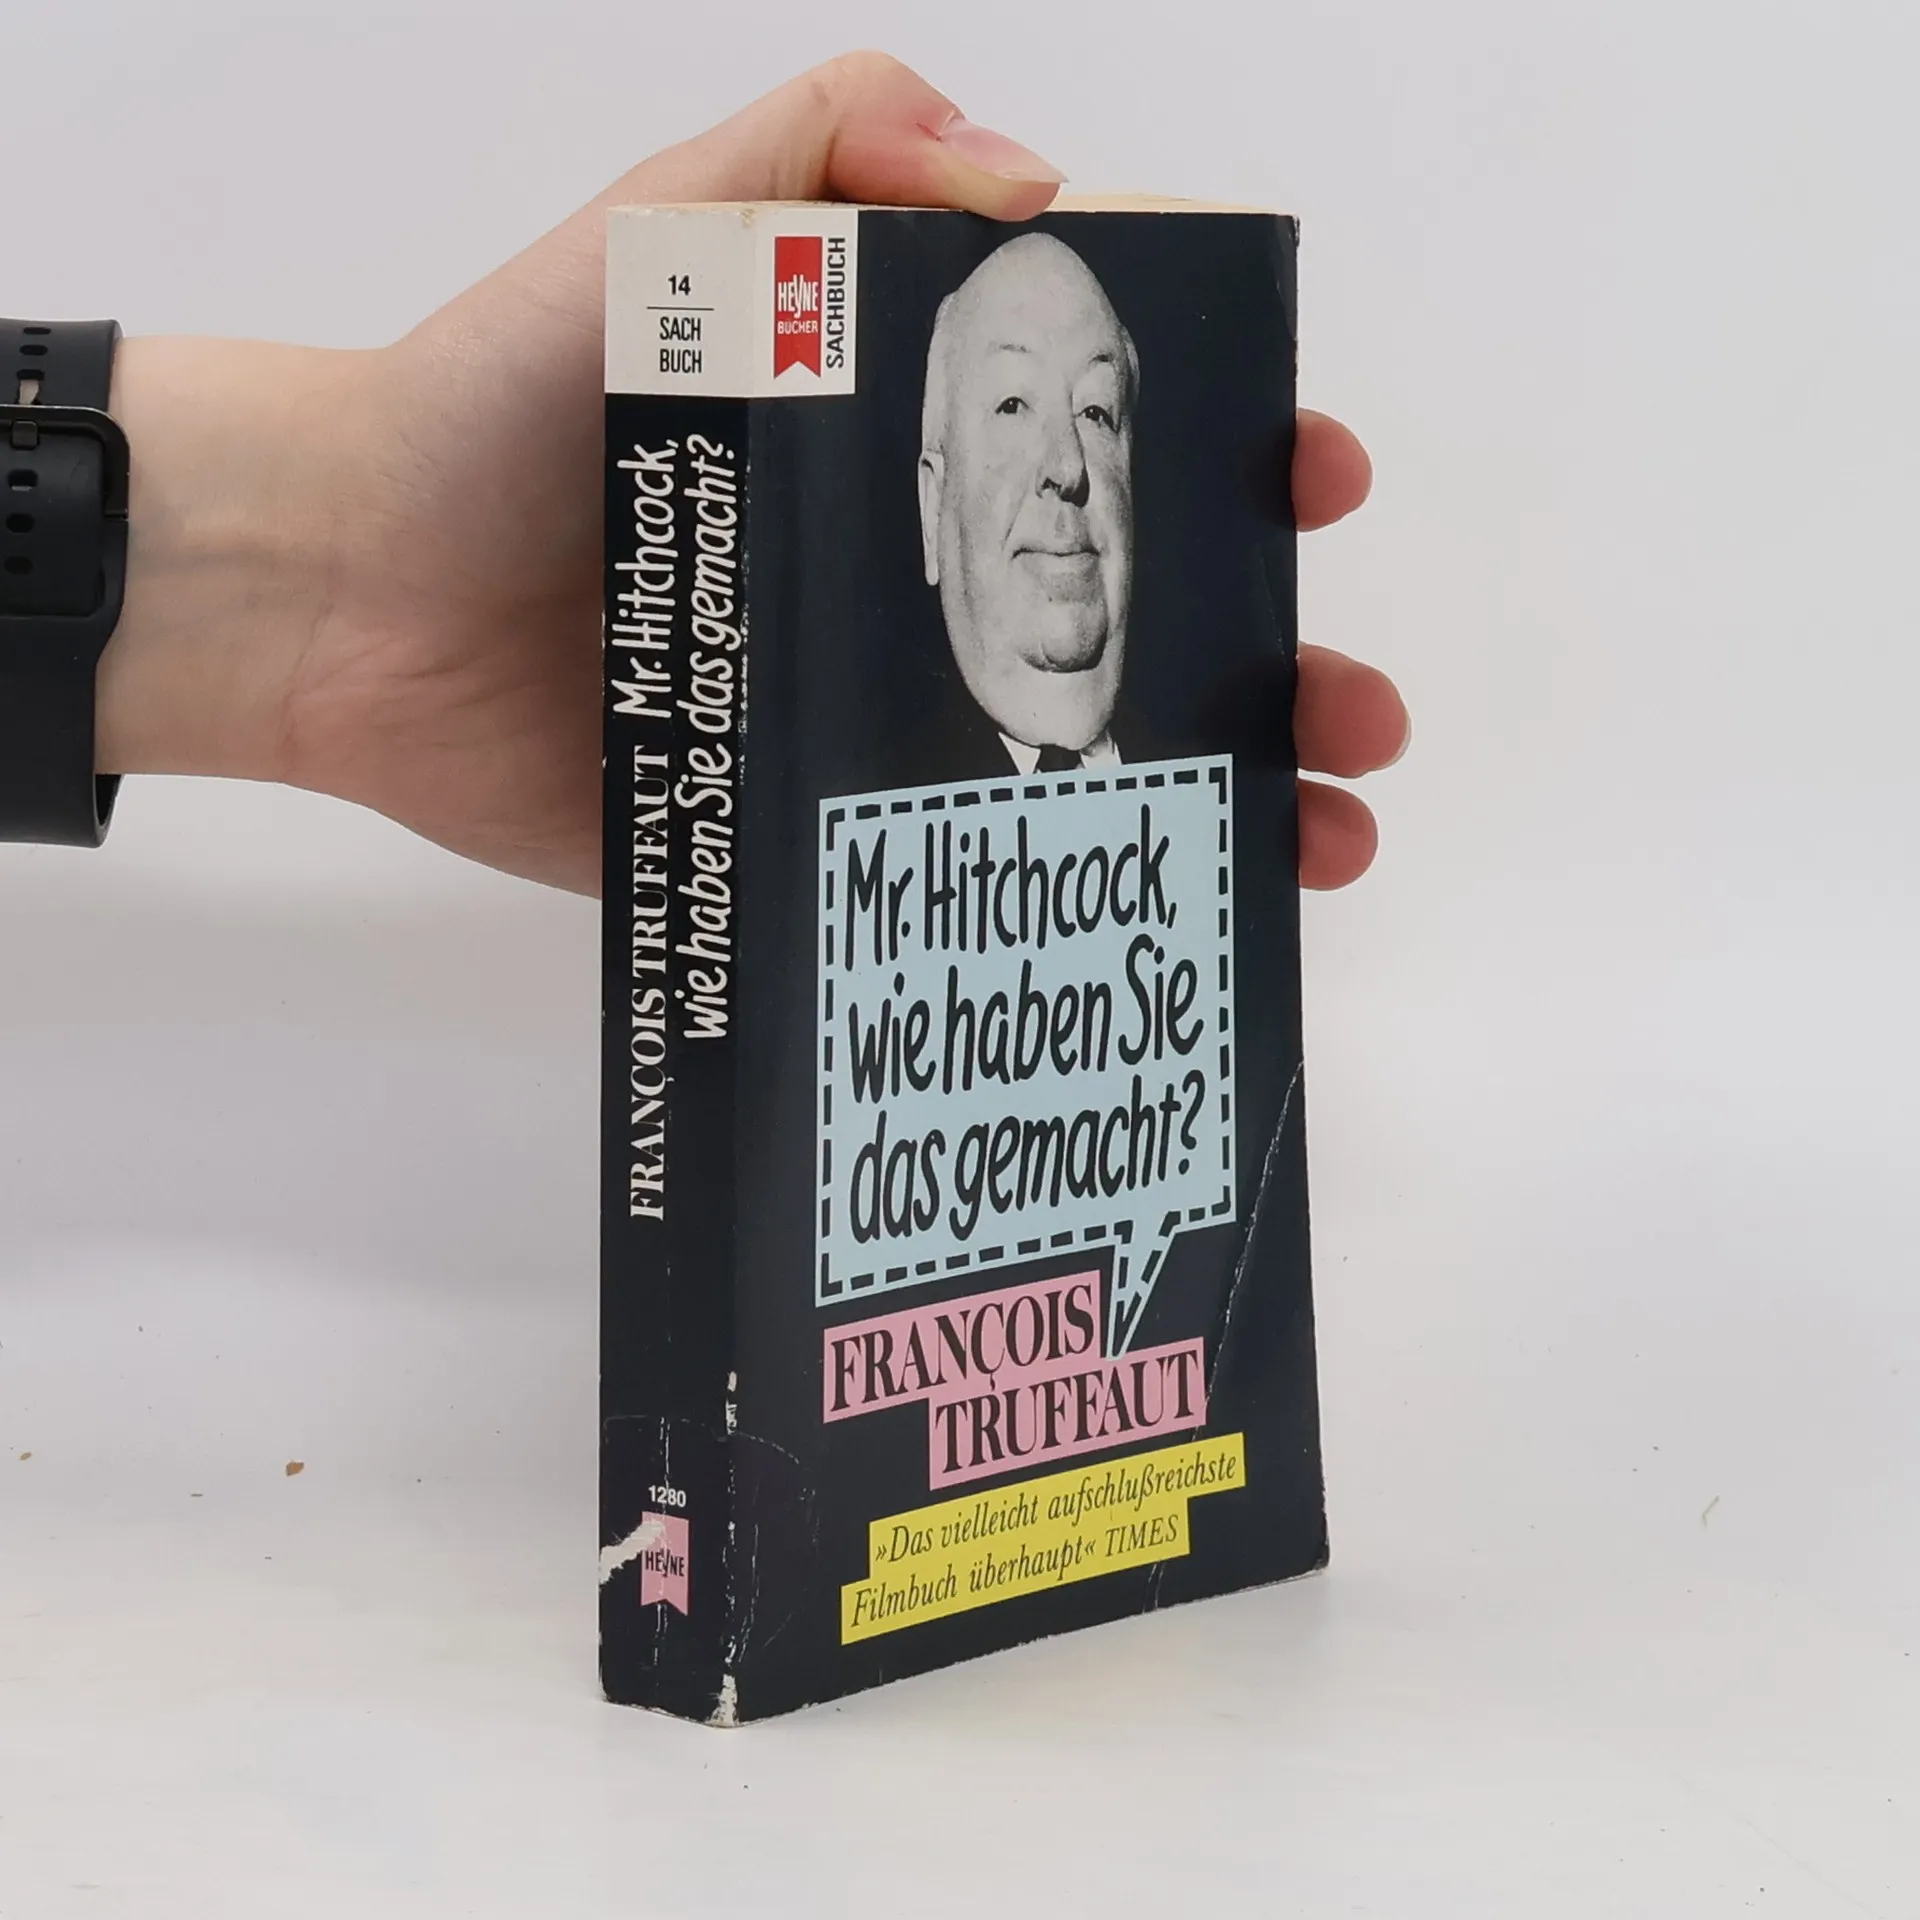 14
SACH
BUCH
HEYNE
BÜCHER
SACHBUCH
FRANÇOIS TRUFFAUT Mr. Hitchcock,
wie haben Sie das gemacht?
1280
HEYNE
Mr. Hitchcock,
wie haben Sie
das gemacht?
FRANÇOIS
TRUFFAUT
»Das vielleicht aufschlußreichste
Filmbuch überhaupt« TIMES